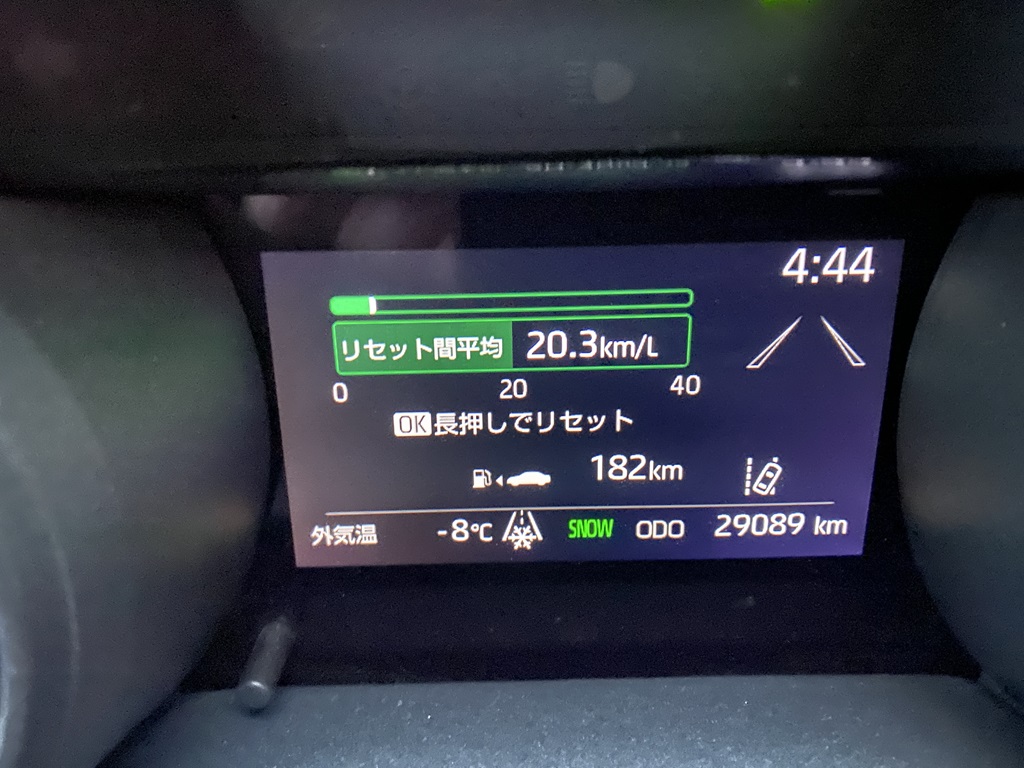 4:44
リセット間平均 20.3km/L
0 20 40
OK長押しでリセット
182km
外気温 -8℃ SNOW ODO 29089 km